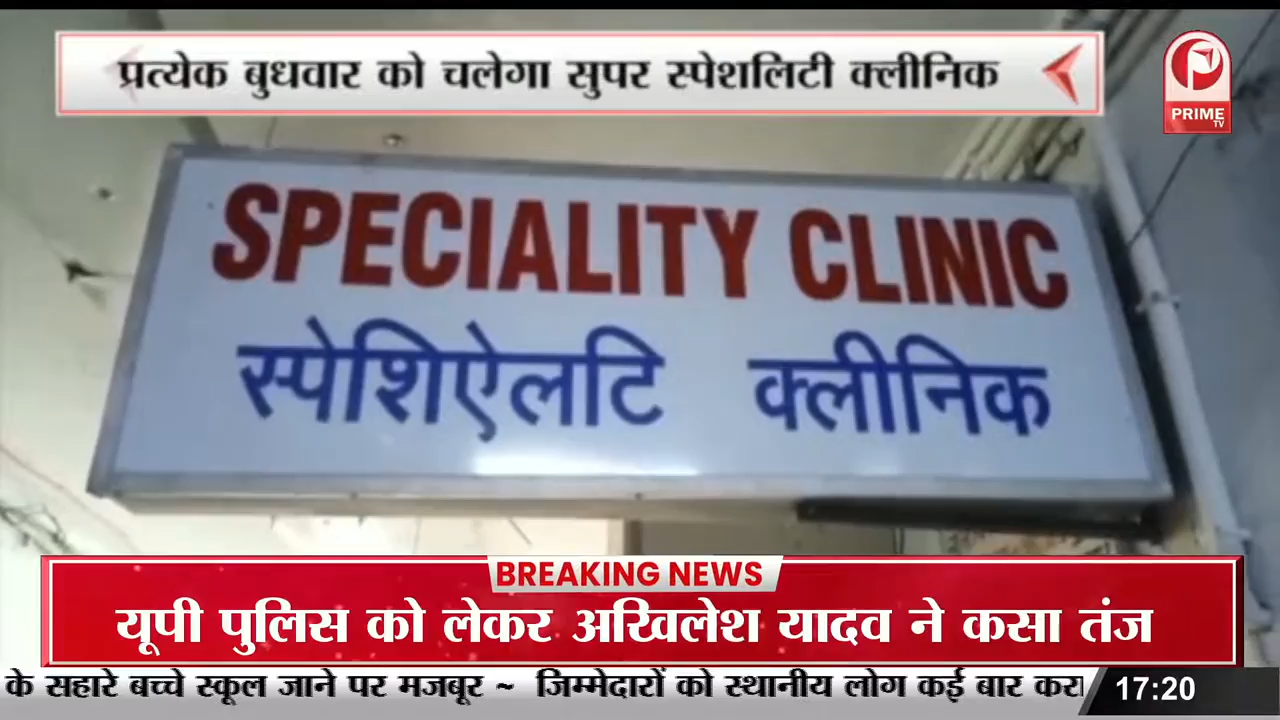 प्रत्येक बुधवार को चलेगा सुपर स्पेशलिटी क्लीनिक
PRIME
TV
SPECIALITY CLINIC
स्पेशिऐलटि क्लीनिक
BREAKING NEWS
यूपी पुलिस को लेकर अखिलेश यादव ने कसा तंज
के सहारे बच्चे स्कूल जाने पर मजबूर ~ जिम्मेदारों को स्थानीय लोग कई बार करा
17:20